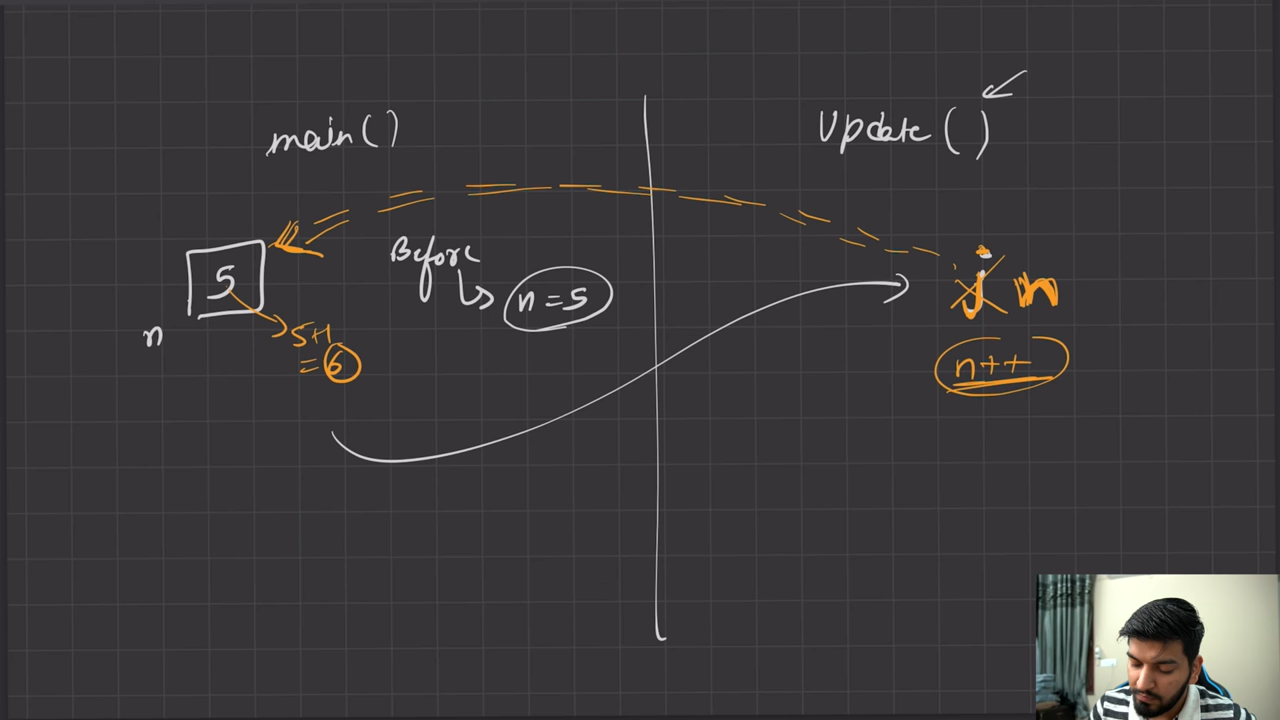 main()
Update()
5
n
5+1
= 6
Before
n = 5
n
n++